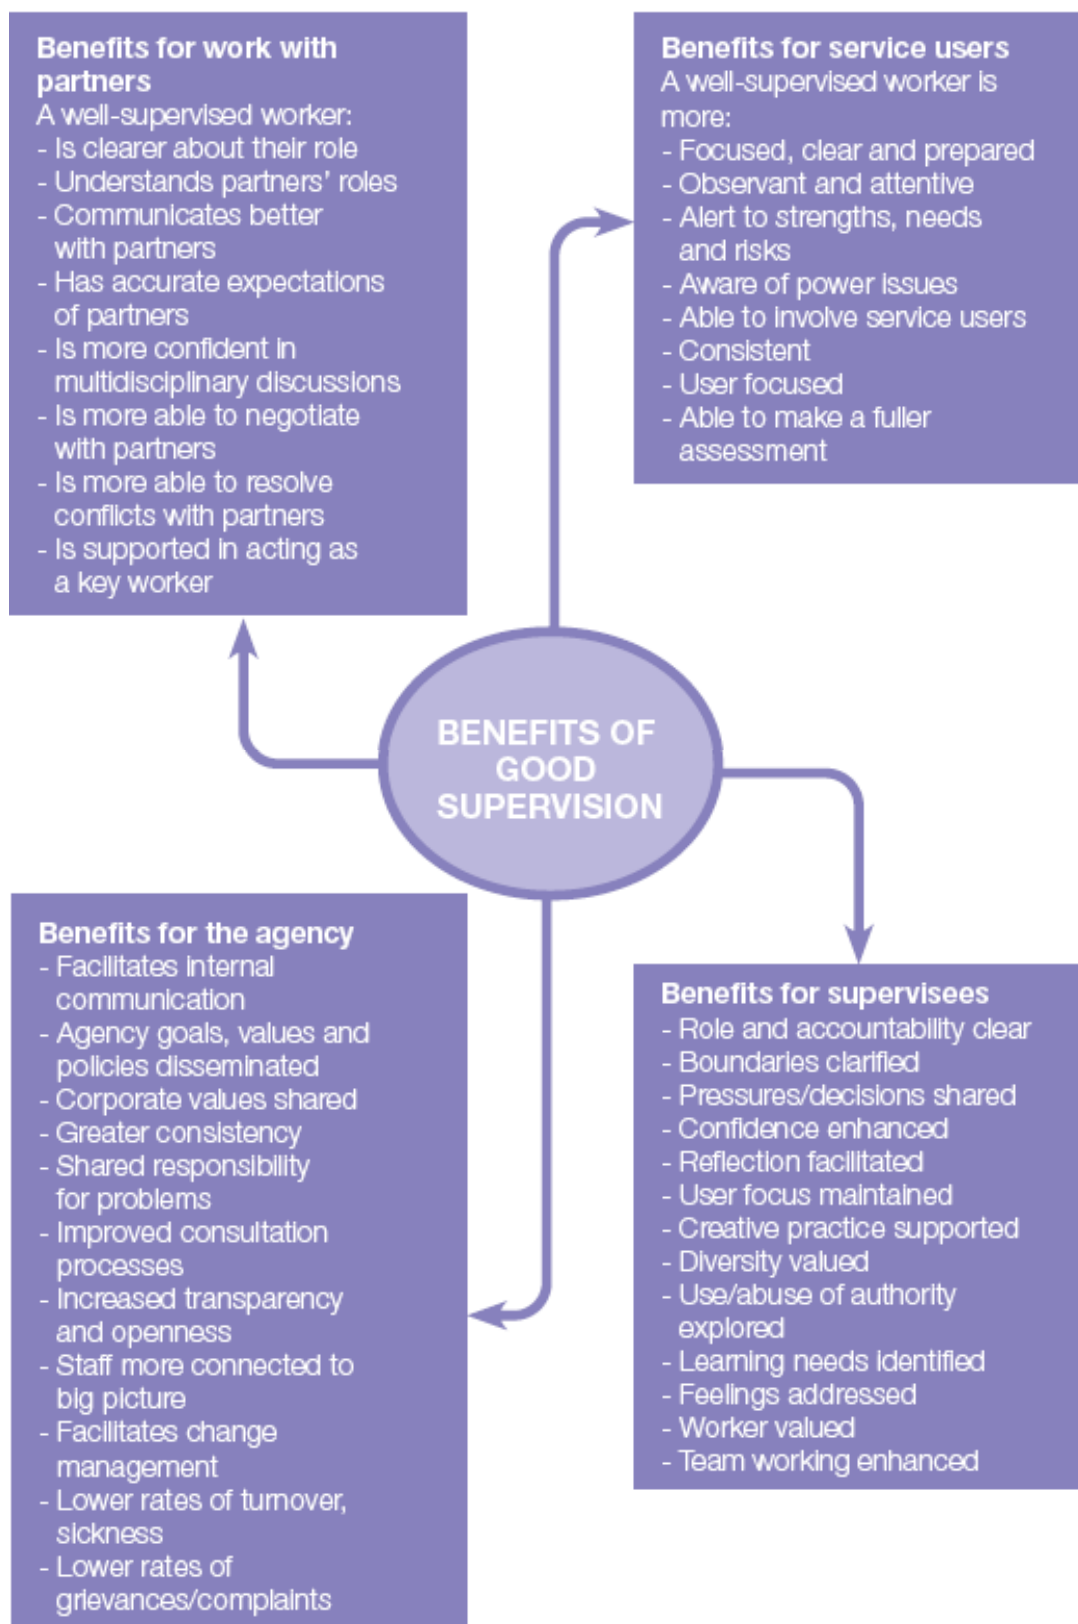 Benefits for work with
partners
A well-supervised worker:
- Is clearer about their role
- Understands partners' roles
- Communicates better
with partners
- Has accurate expectations
of partners
- Is more confident in
multidisciplinary discussions
- Is more able to negotiate
with partners
- Is more able to resolve
conflicts with partners
- Is supported in acting as
a key worker
Benefits for service users
A well-supervised worker is
more:
- Focused, clear and prepared
- Observant and attentive
- Alert to strengths, needs
and risks
- Aware of power issues
- Able to involve service users
- Consistent
- User focused
- Able to make a fuller
assessment
BENEFITS OF
GOOD
SUPERVISION
Benefits for the agency
- Facilitates internal
communication
- Agency goals, values and
policies disseminated
- Corporate values shared
- Greater consistency
- Shared responsibility
for problems
- Improved consultation
processes
- Increased transparency
and openness
- Staff more connected to
big picture
- Facilitates change
management
- Lower rates of turnover,
sickness
- Lower rates of
grievances/complaints
Benefits for supervisees
- Role and accountability clear
- Boundaries clarified
- Pressures/decisions shared
- Confidence enhanced
- Reflection facilitated
- User focus maintained
- Creative practice supported
- Diversity valued
- Use/abuse of authority
explored
- Learning needs identified
- Feelings addressed
- Worker valued
- Team working enhanced